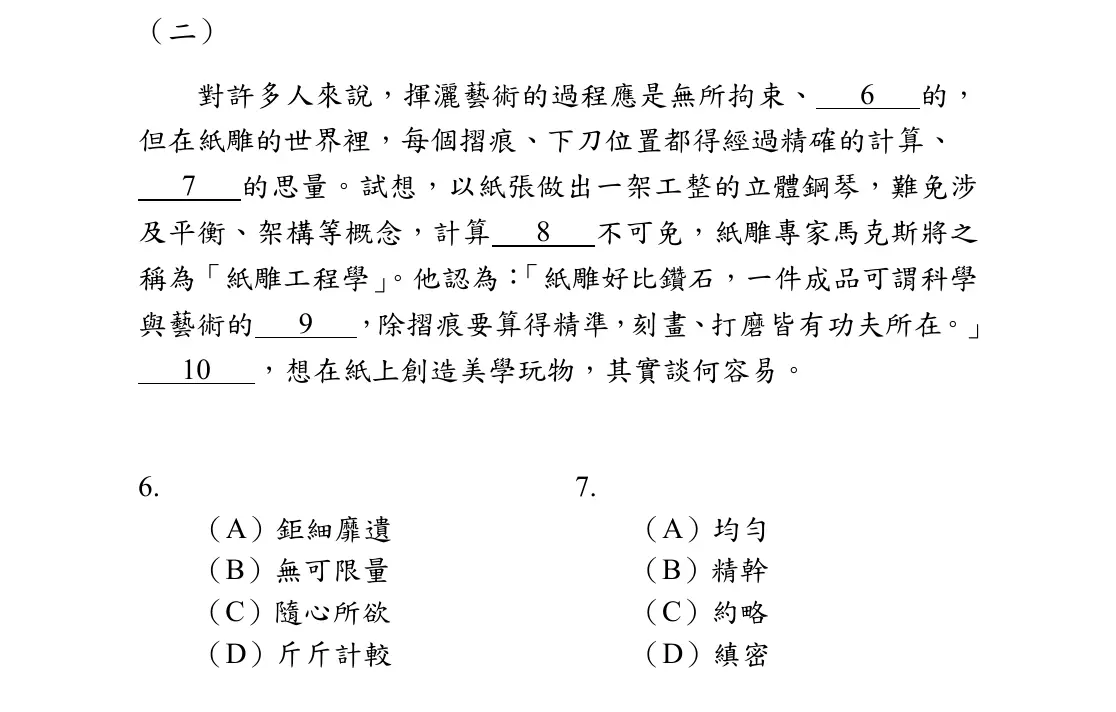 （二）
對許多人來說，揮灑藝術的過程應是無所拘束、 6 的，
但在紙雕的世界裡，每個摺痕、下刀位置都得經過精確的計算、
7 的思量。試想，以紙張做出一架工整的立體鋼琴，難免涉
及平衡、架構等概念，計算 8 不可免，紙雕專家馬克斯將之
稱為「紙雕工程學」。他認為：「紙雕好比鑽石，一件成品可謂科學
與藝術的 9 ，除摺痕要算得精準，刻畫、打磨皆有功夫所在。」
10 ，想在紙上創造美學玩物，其實談何容易。
6.
（A）鉅細靡遺
（B）無可限量
（C）隨心所欲
（D）斤斤計較
7.
（A）均勻
（B）精幹
（C）約略
（D）縝密